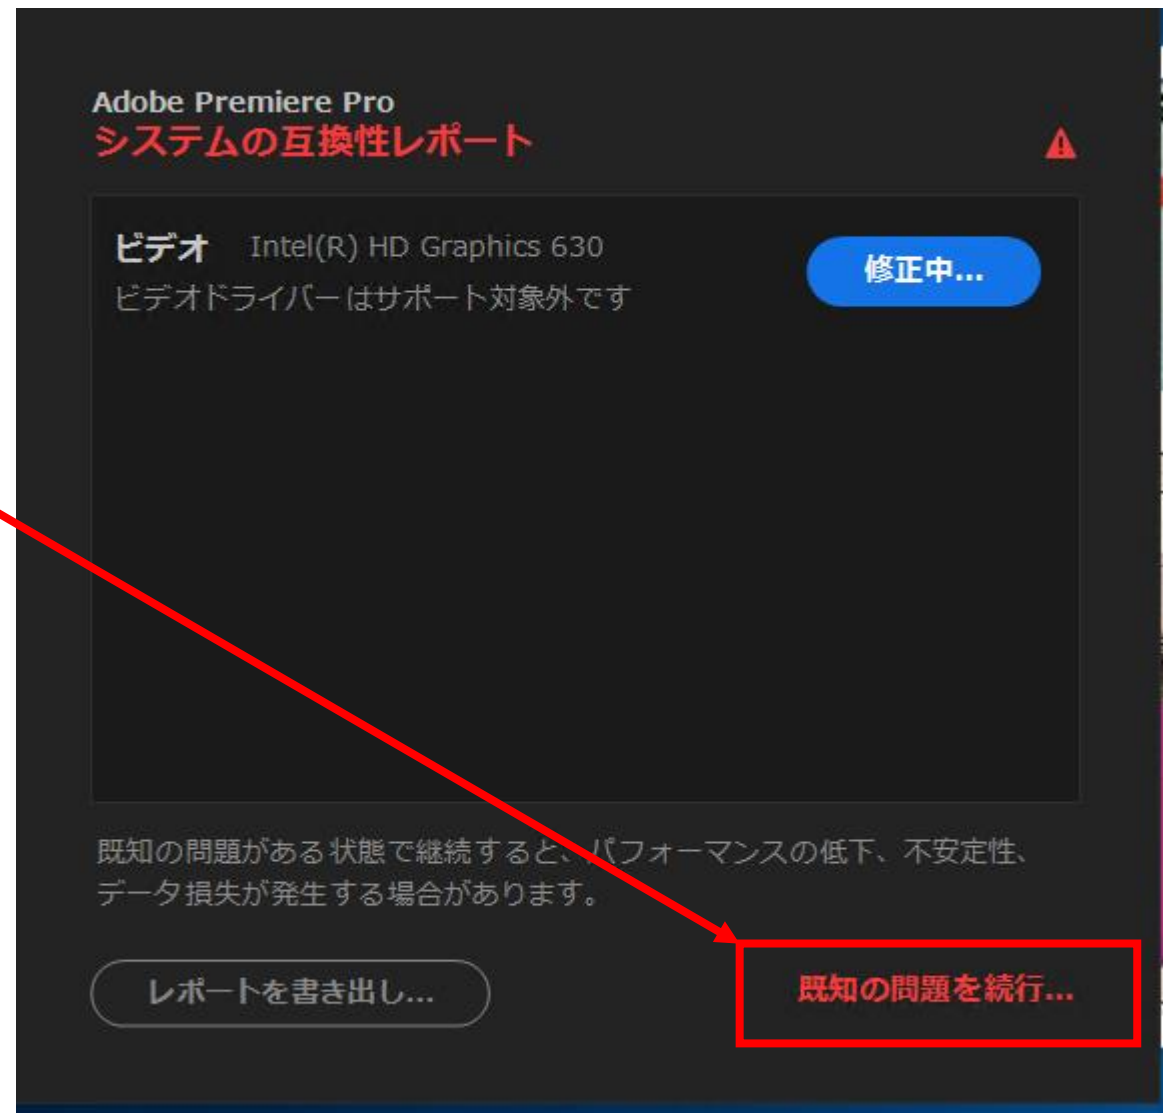 Adobe Premiere Pro
システムの互換性レポート
ビデオ Intel(R) HD Graphics 630
修正中...
ビデオドライバーはサポート対象外です
既知の問題がある状態で継続すると、パフォーマンスの低下、不安定性、
データ損失が発生する場合があります。
レポートを書き出し...
既知の問題を続行...